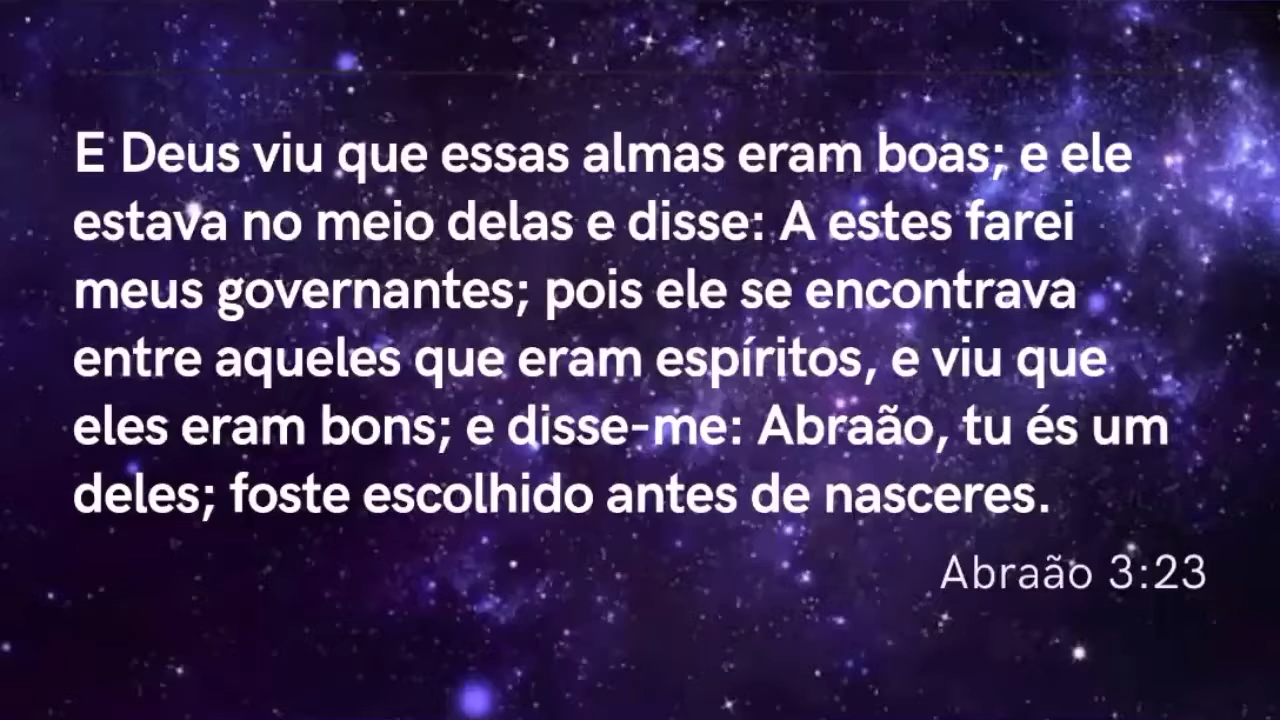 E Deus viu que essas almas eram boas; e ele
estava no meio delas e disse: A estes farei
meus governantes; pois ele se encontrava
entre aqueles que eram espíritos, e viu que
eles eram bons; e disse-me: Abraão, tu és um
deles; foste escolhido antes de nasceres.
Abraão 3:23